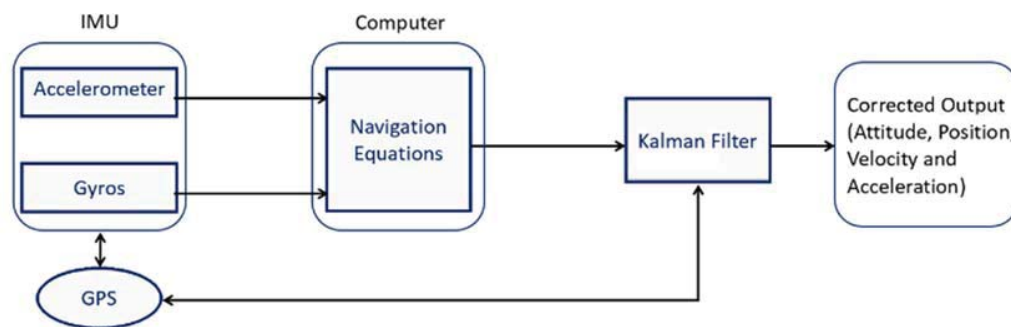 IMU
Computer
Accelerometer
Gyros
Navigation
Equations
Kalman Filter
Corrected Output
(Attitude, Position,
Velocity and
Acceleration)
GPS